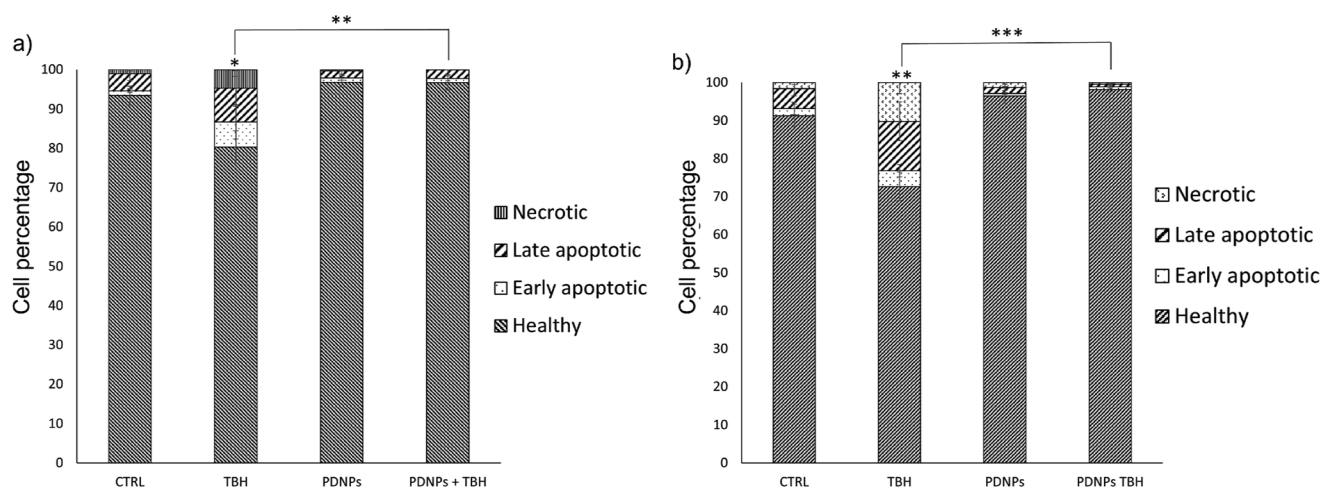 a)
**
*
Cell percentage
100
90
80
70
60
50
40
30
20
10
0
CTRL
TBH
PDNPs
PDNPs + TBH
Necrotic
Late apoptotic
Early apoptotic
Healthy
b)
***
**
Cell percentage
100
90
80
70
60
50
40
30
20
10
0
CTRL
TBH
PDNPs
PDNPs TBH
Necrotic
Late apoptotic
Early apoptotic
Healthy